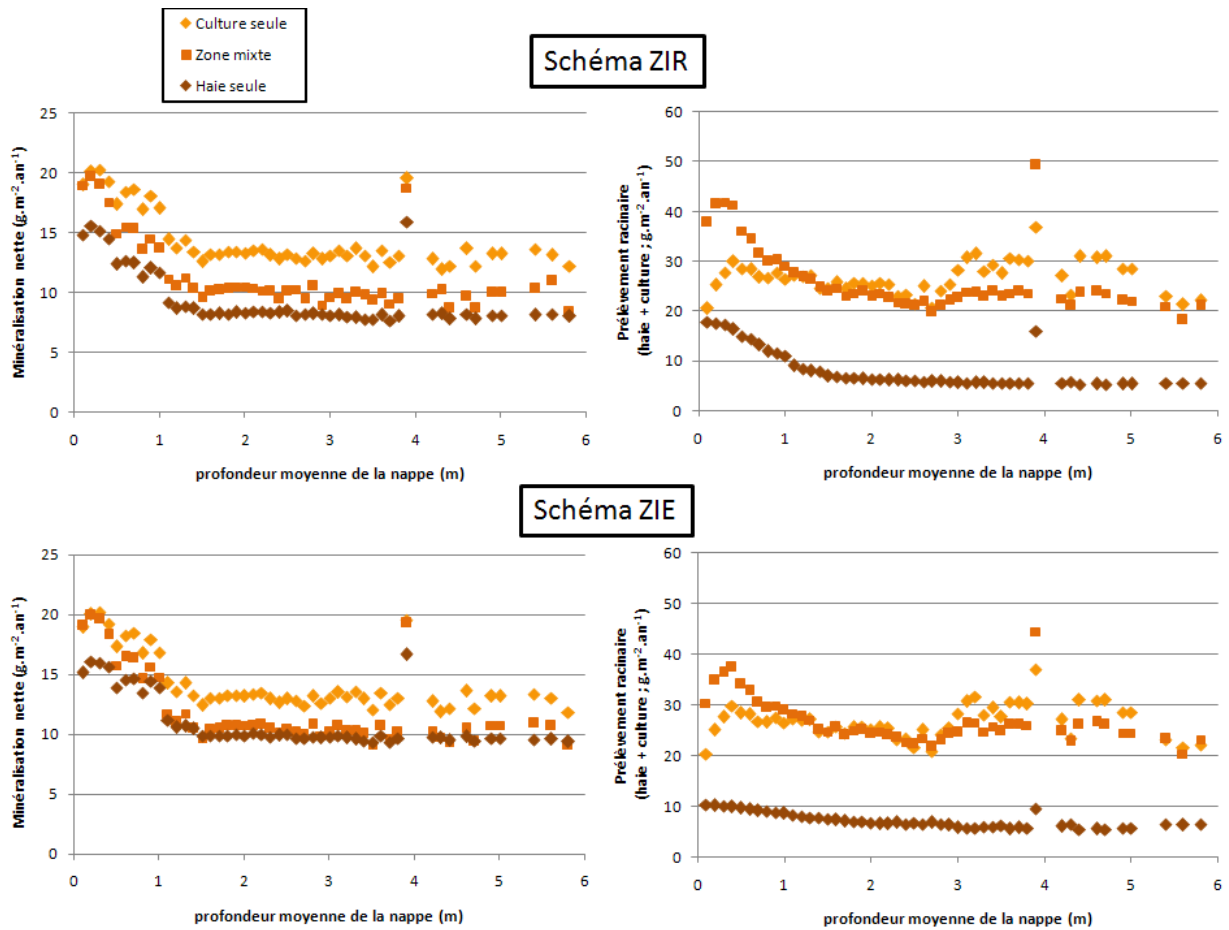 Culture seule
Zone mixte
Haie seule
Schéma ZIR
Minéralisation nette (g.m⁻².an⁻¹)
25
20
15
10
5
0
0 1 2 3 4 5 6
profondeur moyenne de la nappe (m)
Prélèvement racinaire
(haie + culture ; g.m⁻².an⁻¹)
60
50
40
30
20
10
0
0 1 2 3 4 5 6
profondeur moyenne de la nappe (m)
Schéma ZIE
Minéralisation nette (g.m⁻².an⁻¹)
25
20
15
10
5
0
0 1 2 3 4 5 6
profondeur moyenne de la nappe (m)
Prélèvement racinaire
(haie + culture ; g.m⁻².an⁻¹)
60
50
40
30
20
10
0
0 1 2 3 4 5 6
profondeur moyenne de la nappe (m)